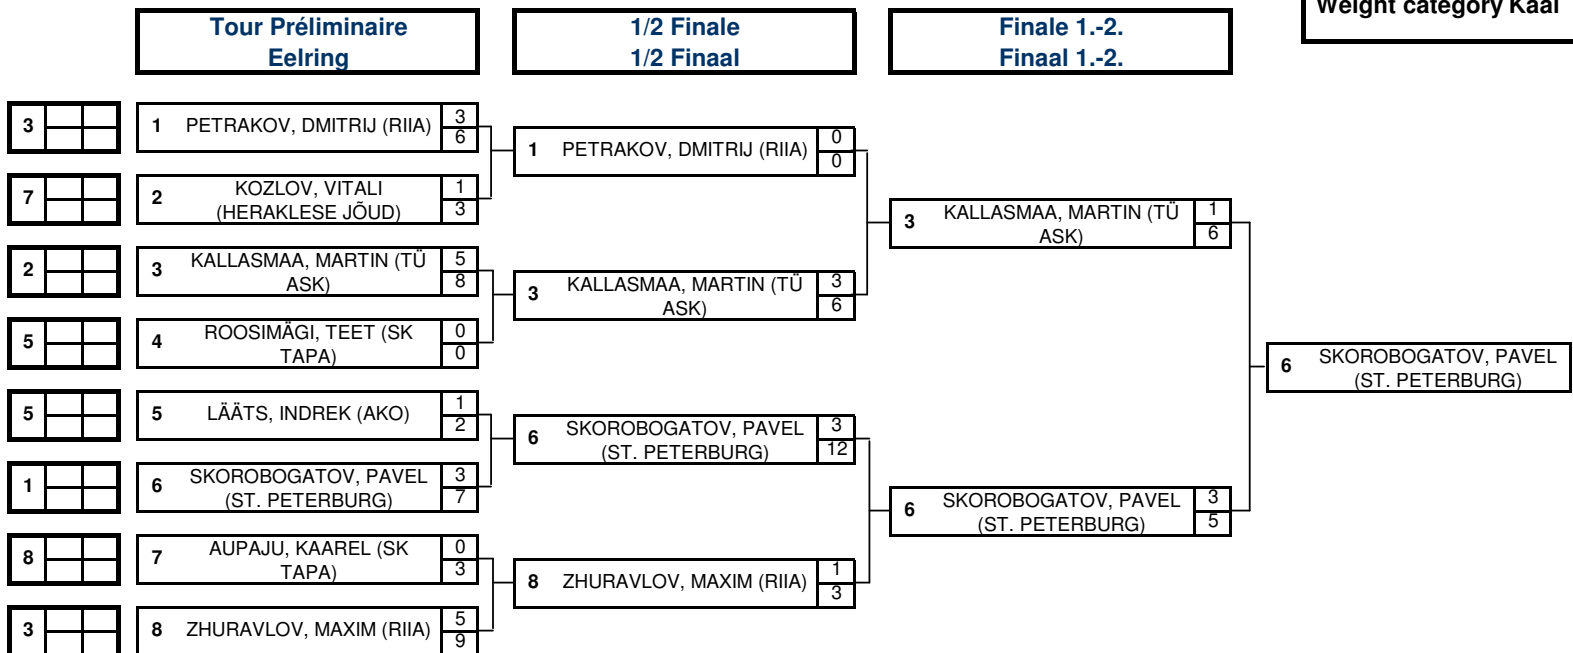 Weight category Kaal
Tour Préliminaire
Eelring
1/2 Finale
1/2 Finaal
Finale 1.-2.
Finaal 1.-2.
3
1 PETRAKOV, DMITRIJ (RIIA)
3
6
7
2 KOZLOV, VITALI
(HERAKLESE JÕUD)
1
3
2
3 KALLASMAA, MARTIN (TÜ
ASK)
5
8
5
4 ROOSIMÄGI, TEET (SK
TAPA)
0
0
5
5 LÄÄTS, INDREK (AKO)
1
2
1
6 SKOROBOGATOV, PAVEL
(ST. PETERBURG)
3
7
8
7 AUPAJU, KAAREL (SK
TAPA)
0
3
3
8 ZHURAVLOV, MAXIM (RIIA)
5
9
1 PETRAKOV, DMITRIJ (RIIA)
0
0
3 KALLASMAA, MARTIN (TÜ
ASK)
3
6
6 SKOROBOGATOV, PAVEL
(ST. PETERBURG)
3
12
8 ZHURAVLOV, MAXIM (RIIA)
1
3
3 KALLASMAA, MARTIN (TÜ
ASK)
1
6
6 SKOROBOGATOV, PAVEL
(ST. PETERBURG)
3
5
6 SKOROBOGATOV, PAVEL
(ST. PETERBURG)